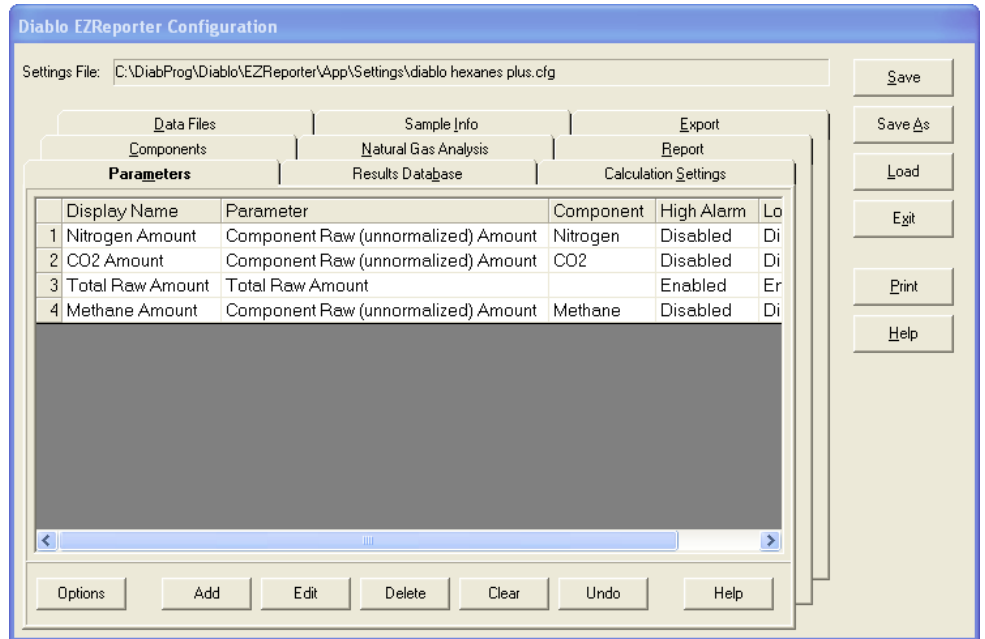 Diablo EZReporter Configuration
Settings File: C:\DiabProg\Diablo\EZReporter\App\Settings\diablo hexanes plus.cfg
Save
Data Files Sample Info Export Save As
Components Natural Gas Analysis Report
Parameters Results Database Calculation Settings Load
Display Name Parameter Component High Alarm Lo
Exit
1 Nitrogen Amount Component Raw (unnormalized) Amount Nitrogen Disabled Di
2 CO2 Amount Component Raw (unnormalized) Amount CO2 Disabled Di
3 Total Raw Amount Total Raw Amount Enabled Er
Print
4 Methane Amount Component Raw (unnormalized) Amount Methane Disabled Di
Help
Options Add Edit Delete Clear Undo Help